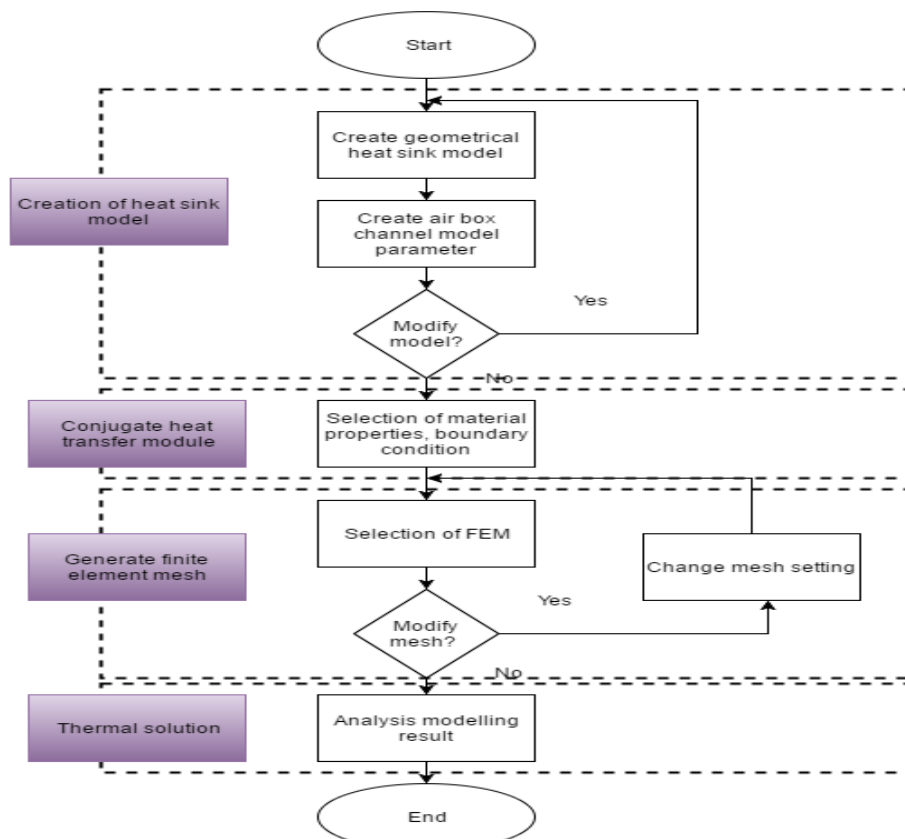 Start
Create geometrical
heat sink model
Creation of heat sink
model
Create air box
channel model
parameter
Yes
Modify
model?
No
Conjugate heat
transfer module
Selection of material
properties, boundary
condition
Generate finite
element mesh
Selection of FEM
Change mesh setting
Yes
Modify
mesh?
No
Thermal solution
Analysis modelling
result
End